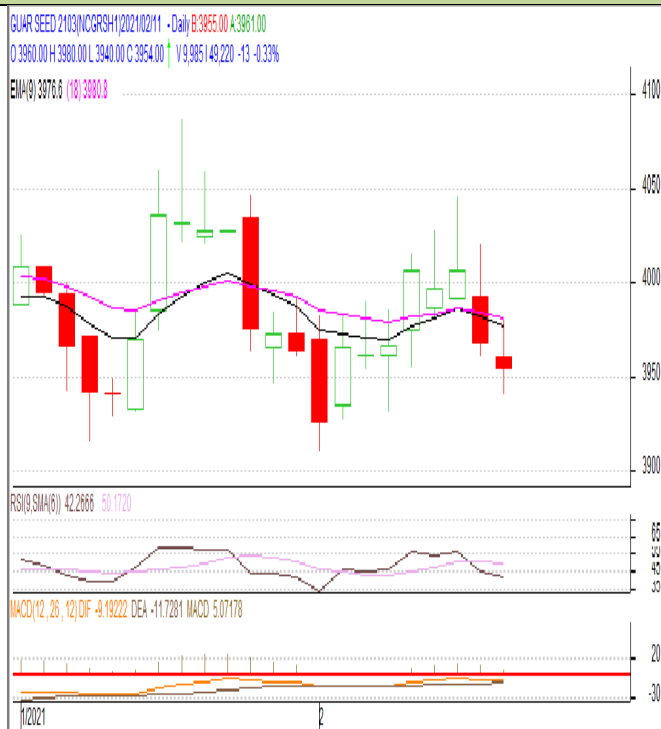 GUAR SEED 2103(NCGRSH1)2021/02/11 - Daily B:3955.00 A:3961.00
O 3960.00 H 3980.00 L 3940.00 C 3954.00 V 9,985 I 49,220 -13 -0.33%
EMA(9) 3976.6 (18) 3980.8
4100
4050
4000
3950
3900
RSI(9,SMA(6)) 42.2666 50.1720
65
55
45
35
MACD(12, 26, 12) DIF -9.19222 DEA -11.7281 MACD 5.07178
20
-30
1/2021 2